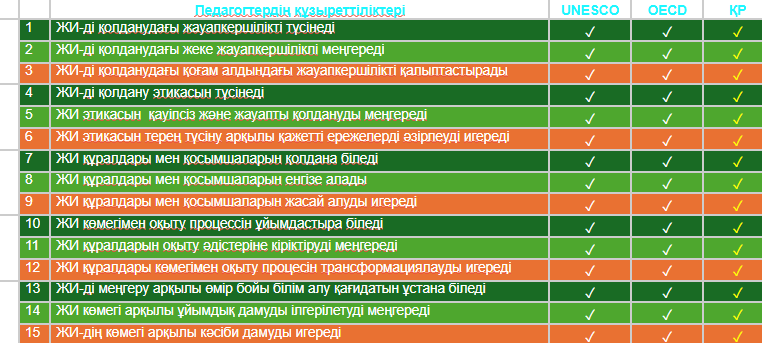 Педагогтердің құзыреттіліктері UNESCO OECD ҚР
1 ЖИ-ді қолданудағы жауапкершілікті түсінеді ✓ ✓ ✓
2 ЖИ-ді қолданудағы жеке жауапкершілікпі меңгереді ✓ ✓ ✓
3 ЖИ-ді қолданудағы қоғам алдындағы жауапкершілікті қалыптастырады ✓ ✓ ✓
4 ЖИ-ді қолдану этикасын түсінеді ✓ ✓ ✓
5 ЖИ этикасын қауіпсіз және жауапты қолдануды меңгереді ✓ ✓ ✓
6 ЖИ этикасын терең түсіну арқылы қажетті ережелерді әзірлеуді игереді ✓ ✓ ✓
7 ЖИ құралдары мен қосымшаларын қолдана біледі ✓ ✓ ✓
8 ЖИ құралдары мен қосымшаларын енгізе алады ✓ ✓ ✓
9 ЖИ құралдары мен қосымшаларын жасай алуды игереді ✓ ✓ ✓
10 ЖИ көмегімен оқыту процессін ұйымдастыра біледі ✓ ✓ ✓
11 ЖИ құралдарын оқыту әдістеріне кіріктіруді меңгереді ✓ ✓ ✓
12 ЖИ құралдары көмегімен оқыту процесін трансформациялауды игереді ✓ ✓ ✓
13 ЖИ-ді меңгеру арқылы өмір бойы білім алу қағидатын ұстана біледі ✓ ✓ ✓
14 ЖИ көмегі арқылы ұйымдық дамуды ілгерілетуді меңгереді ✓ ✓ ✓
15 ЖИ-дің көмегі арқылы кәсіби дамуды игереді ✓ ✓ ✓